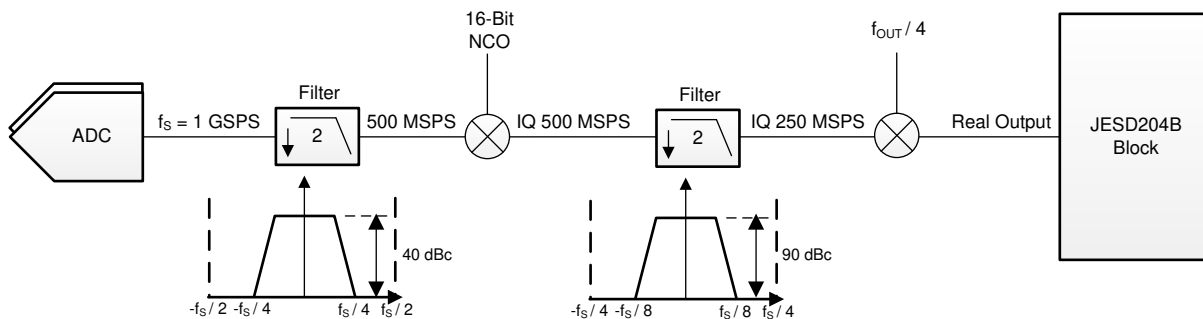 16-Bit
NCO
f_OUT / 4
Filter
Filter
ADC
f_S = 1 GSPS
2
500 MSPS
IQ 500 MSPS
2
IQ 250 MSPS
Real Output
JESD204B
Block
40 dBc
90 dBc
-f_S / 2 -f_S / 4 f_S / 4 f_S / 2
-f_S / 4 -f_S / 8 f_S / 8 f_S / 4